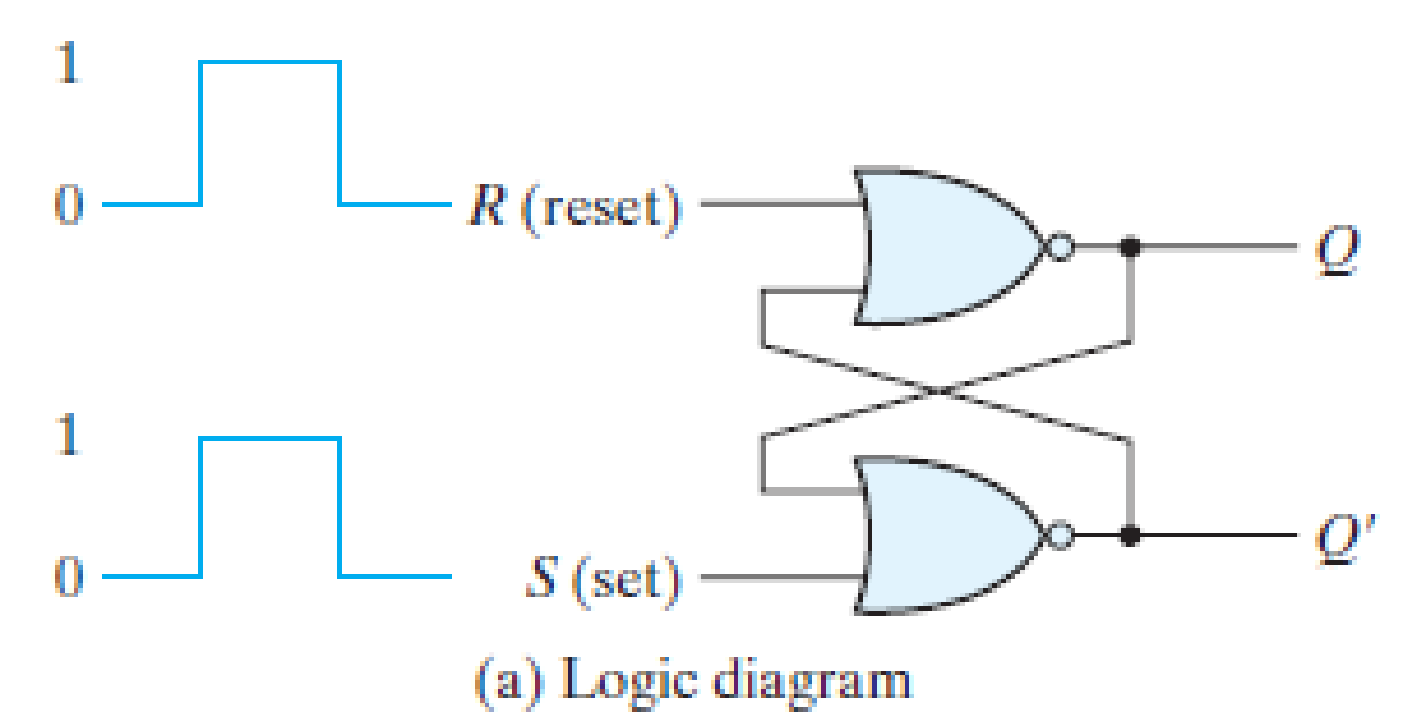 1
0 R (reset) Q
1
0 S (set) Q′
(a) Logic diagram